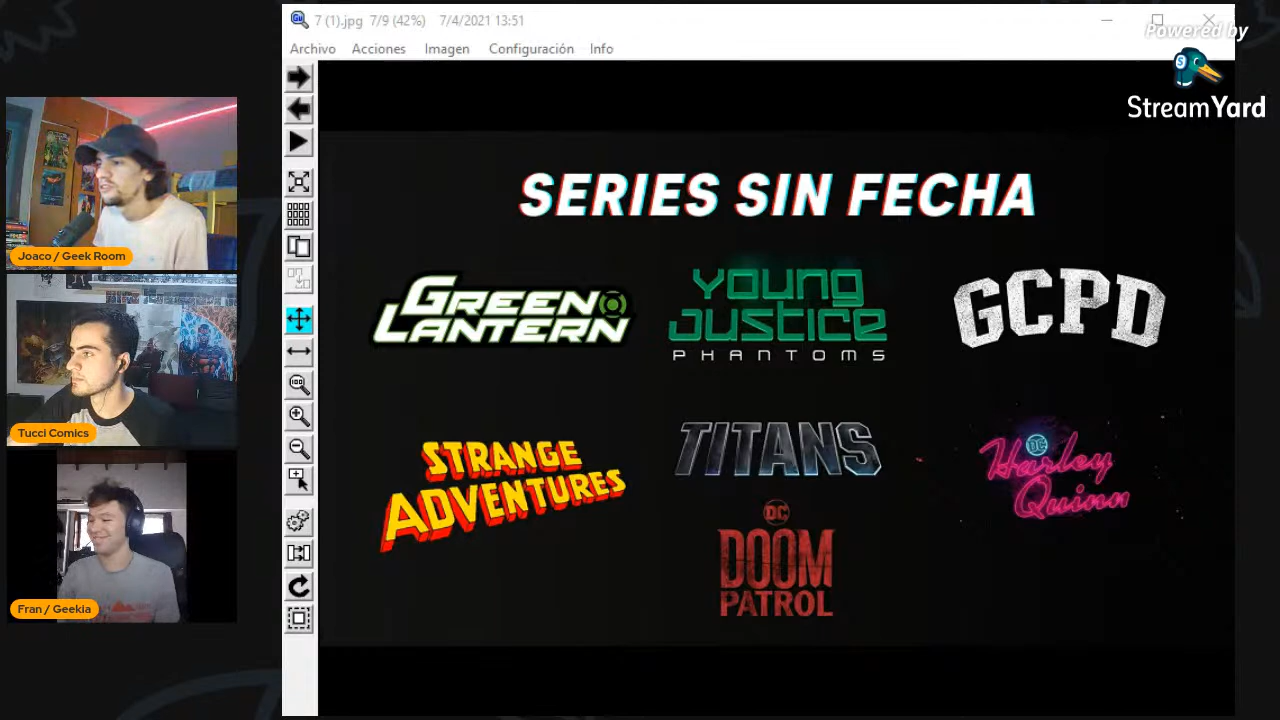 7 (1).jpg 7/9 (42%) 7/4/2021 13:51
Archivo Acciones Imagen Configuración Info
Powered by
StreamYard
SERIES SIN FECHA
GREEN LANTERN
YOUNG JUSTICE
PHANTOMS
GCPD
STRANGE
ADVENTURES
TITANS
DC
Harley
Quinn
DC
DOOM
PATROL
Joaco / Geek Room
Tucci Comics
Fran / Geekia
100